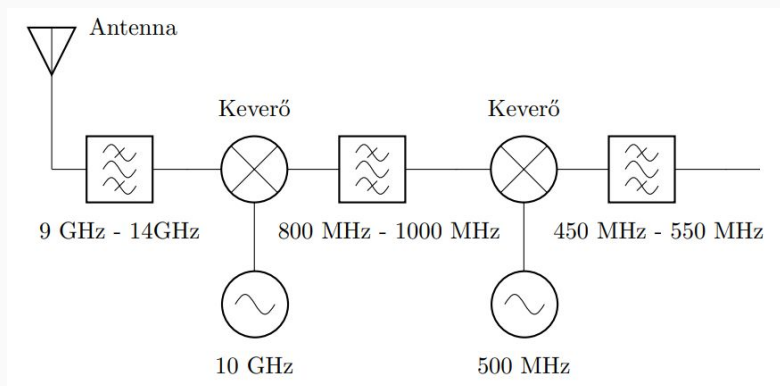 Antenna
Keverő
Keverő
9 GHz - 14GHz
800 MHz - 1000 MHz
450 MHz - 550 MHz
10 GHz
500 MHz